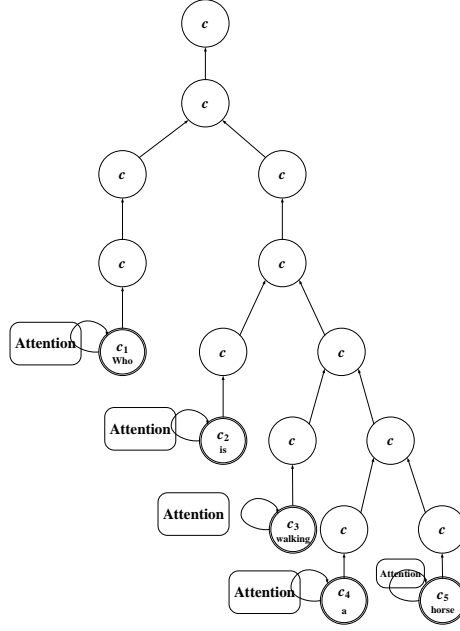 c
c
c
c
c
c
Attention
c1
Who
c
c
Attention
c2
is
c
c
Attention
c3
walking
c
c
Attention
c4
a
Attention
c5
horse